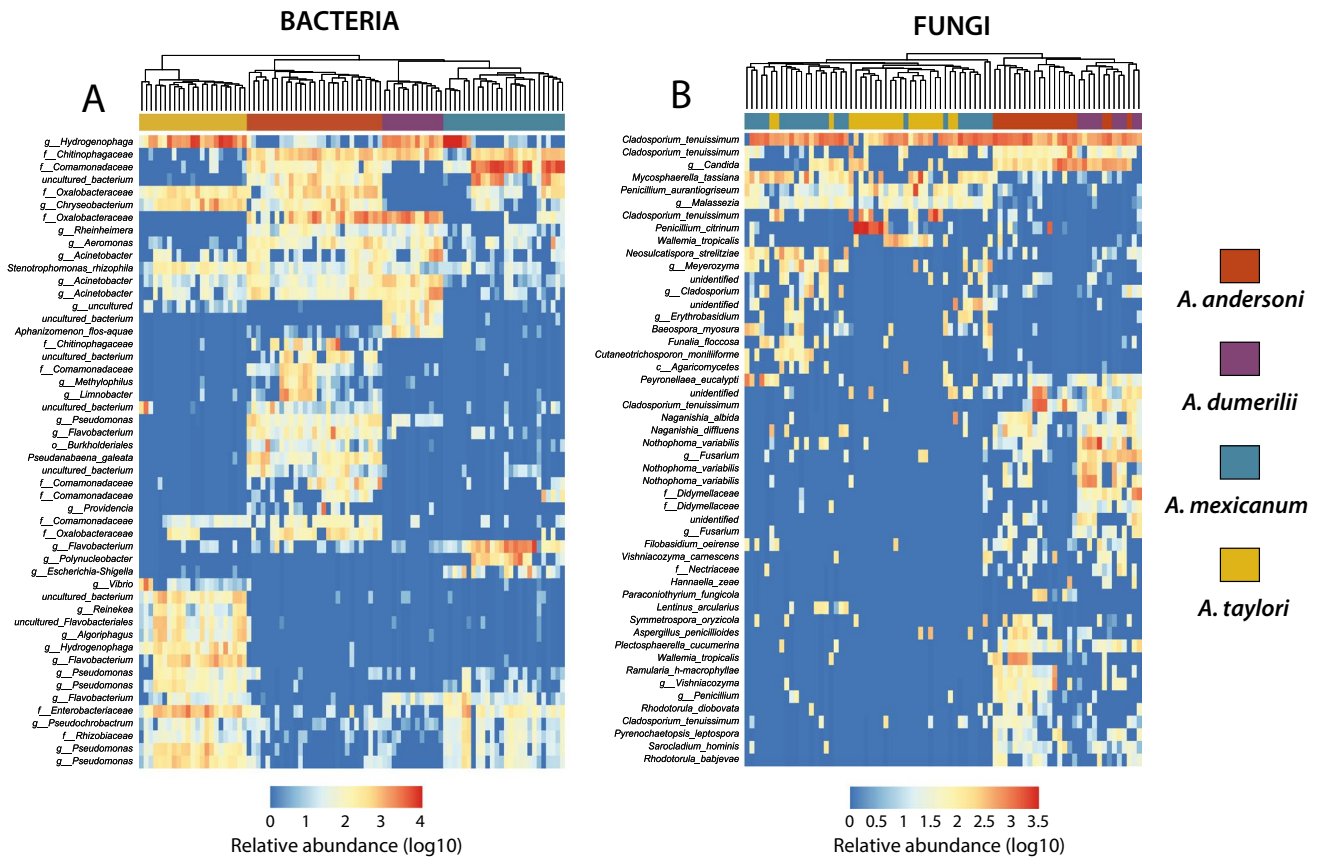 BACTERIA
A
g__Hydrogenophaga
f__Chitinophagaceae
f__Comamonadaceae
uncultured_bacterium
f__Oxalobacteraceae
g__Chryseobacterium
f__Oxalobacteraceae
g__Rheinheimera
g__Aeromonas
g__Acinetobacter
Stenotrophomonas_rhizophila
g__Acinetobacter
g__Acinetobacter
g__uncultured
uncultured_bacterium
Aphanizomenon_flos-aquae
f__Chitinophagaceae
uncultured_bacterium
f__Comamonadaceae
g__Methylophilus
g__Limnobacter
uncultured_bacterium
g__Pseudomonas
g__Flavobacterium
o__Burkholderiales
Pseudanabaena_galeata
uncultured_bacterium
f__Comamonadaceae
f__Comamonadaceae
g__Providencia
f__Comamonadaceae
f__Oxalobacteraceae
g__Flavobacterium
g__Polynucleobacter
g__Escherichia-Shigella
g__Vibrio
uncultured_bacterium
g__Reinekea
uncultured_Flavobacteriales
g__Algoriphagus
g__Hydrogenophaga
g__Flavobacterium
g__Pseudomonas
g__Pseudomonas
g__Flavobacterium
f__Enterobacteriaceae
g__Pseudochrobactrum
f__Rhizobiaceae
g__Pseudomonas
g__Pseudomonas
0 1 2 3 4
Relative abundance (log10)
FUNGI
B
Cladosporium_tenuissimum
Cladosporium_tenuissimum
g__Candida
Mycosphaerella_tassiana
Penicillium_aurantiogriseum
g__Malassezia
Cladosporium_tenuissimum
Penicillium_citrinum
Wallemia_tropicalis
Neosulcatispora_strelitziae
g__Meyerozyma
unidentified
g__Cladosporium
unidentified
g__Erythrobasidium
Baeospora_myosura
Funalia_floccosa
Cutaneotrichosporon_moniliiforme
c__Agaricomycetes
Peyronellaea_eucalypti
unidentified
Cladosporium_tenuissimum
Naganishia_albida
Naganishia_diffluens
Nothophoma_variabilis
g__Fusarium
Nothophoma_variabilis
Nothophoma_variabilis
f__Didymellaceae
f__Didymellaceae
unidentified
g__Fusarium
Filobasidium_oeirense
Vishniacozyma_carnescens
f__Nectriaceae
Hannaella_zeae
Paraconiothyrium_fungicola
Lentinus_arcularius
Symmetrospora_oryzicola
Aspergillus_penicillioides
Plectosphaerella_cucumerina
Wallemia_tropicalis
Ramularia_h-macrophyllae
g__Vishniacozyma
g__Penicillium
Rhodotorula_diobovata
Cladosporium_tenuissimum
Pyrenochaetopsis_leptospora
Sarocladium_hominis
Rhodotorula_babjevae
0 0.5 1 1.5 2 2.5 3 3.5
Relative abundance (log10)
A. andersoni
A. dumerilii
A. mexicanum
A. taylori